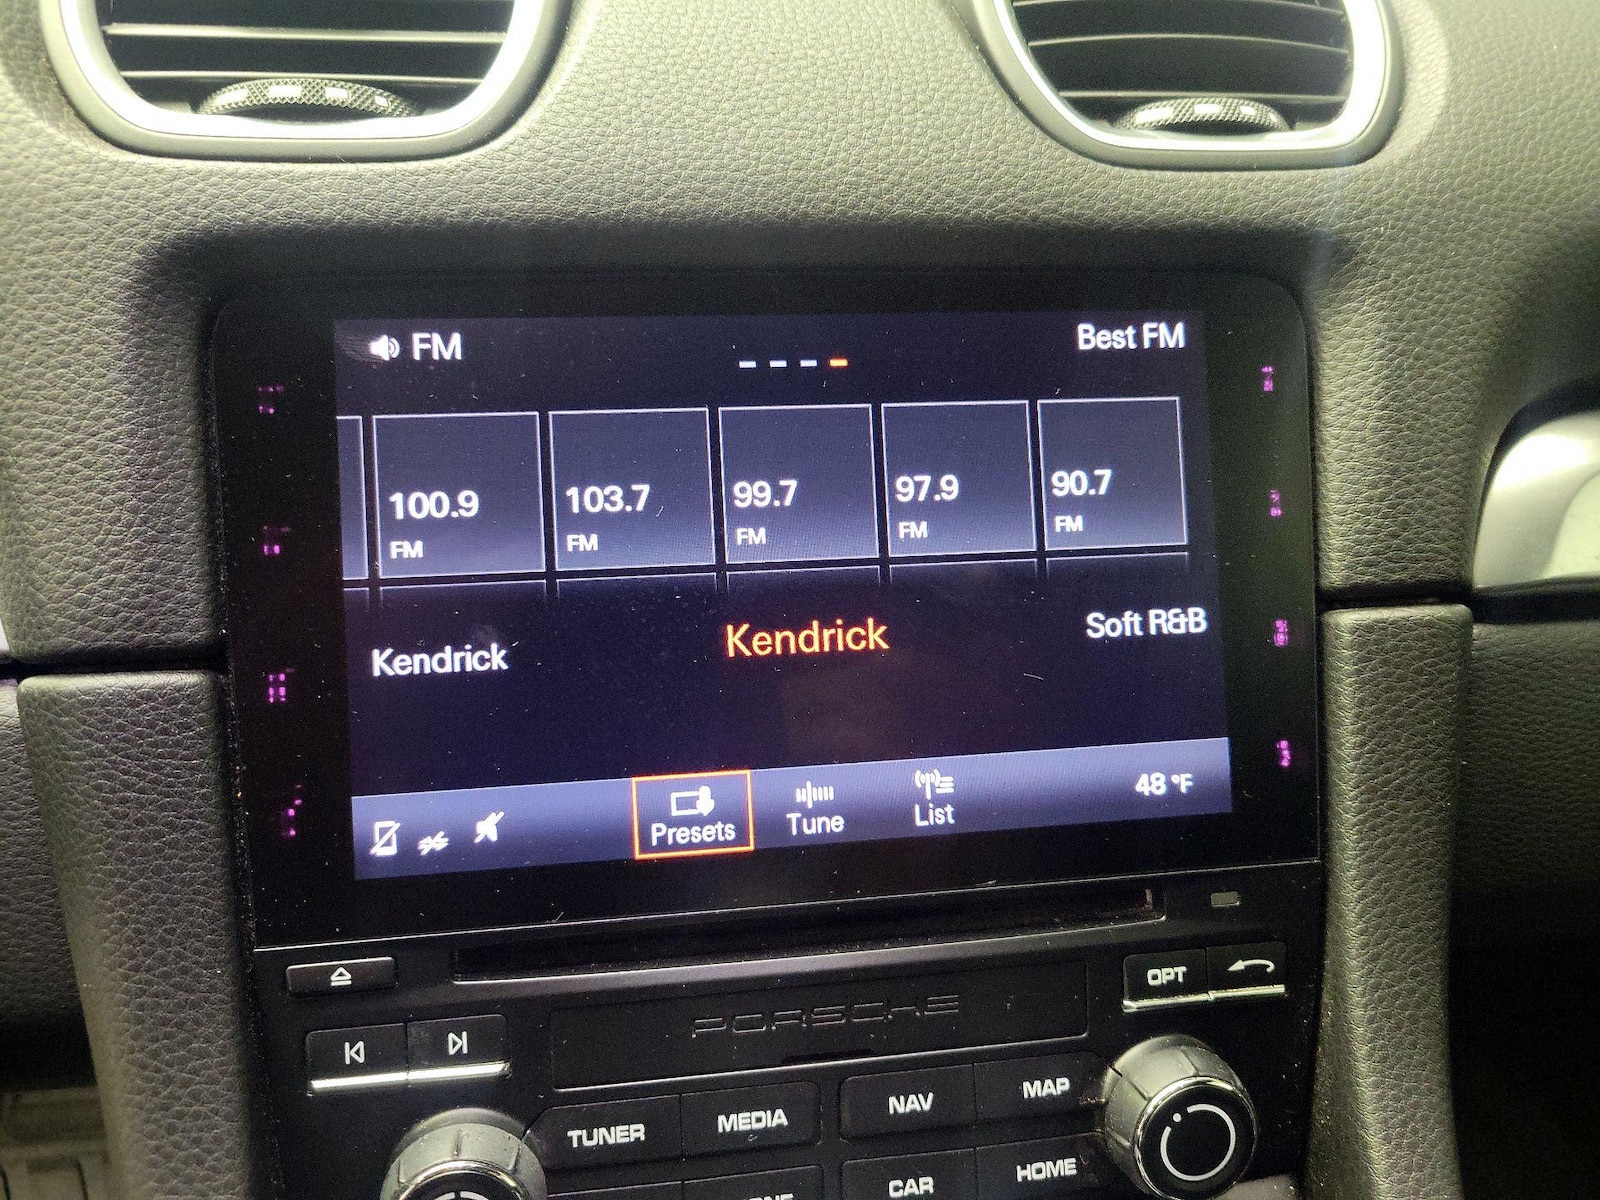 FM
Best FM
100.9
FM
103.7
FM
99.7
FM
97.9
FM
90.7
FM
Kendrick
Kendrick
Soft R&B
Presets
Tune
List
48 °F
OPT
PORSCHE
TUNER
MEDIA
NAV
MAP
CAR
HOME